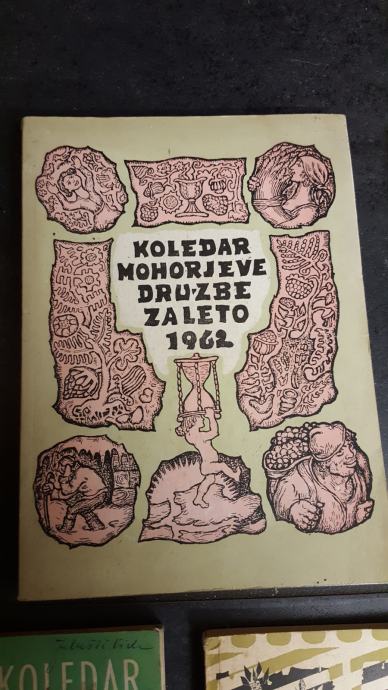 KOLEDAR
MOHORJEVE
DRUŽBE
ZA LETO
1962
KOLEDAR